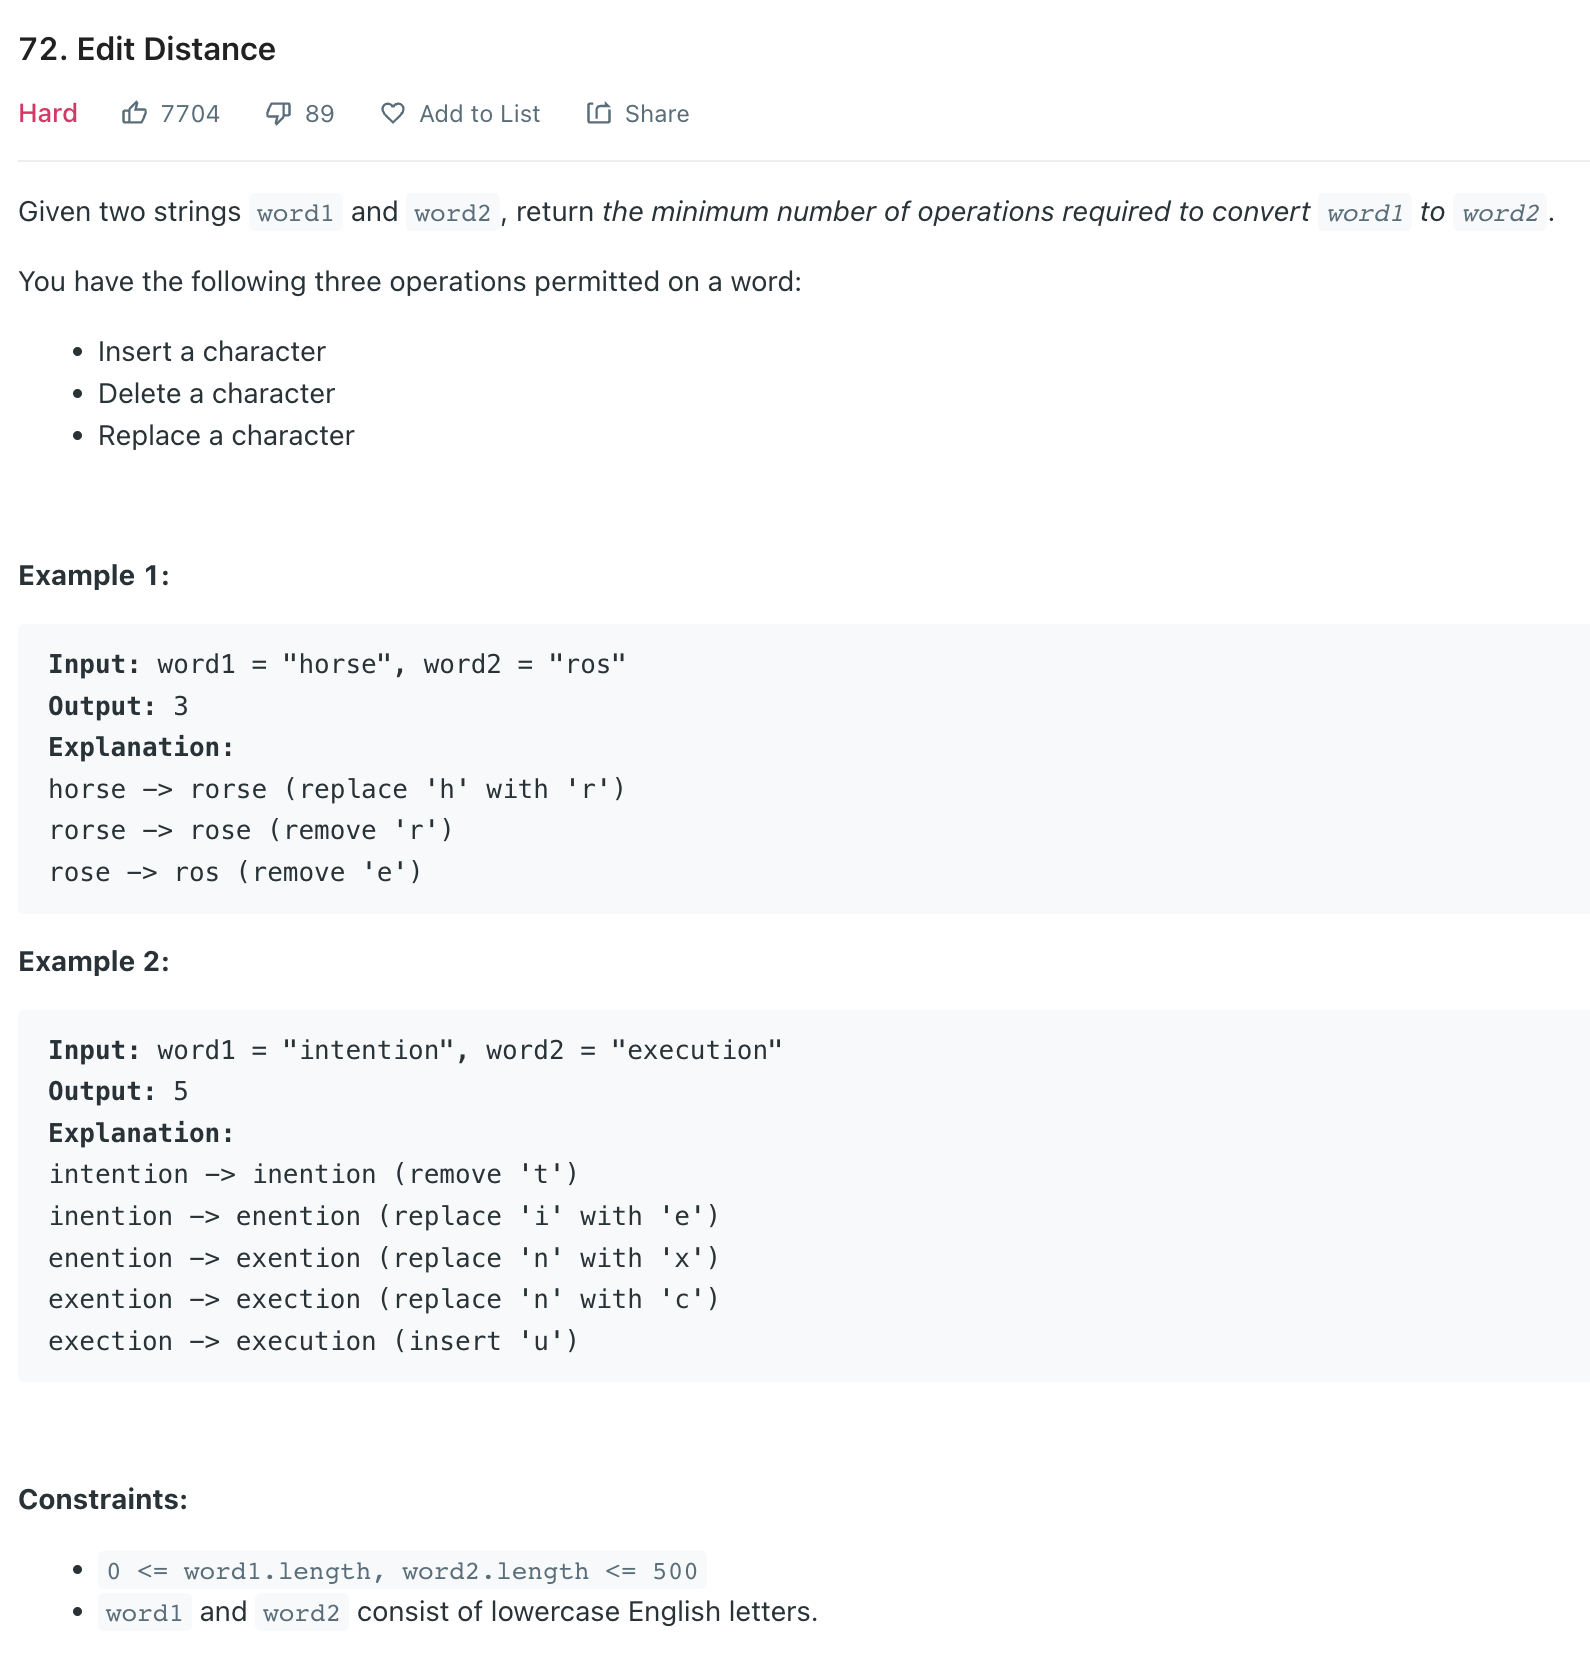 72. Edit Distance
Hard 7704 89 Add to List Share
Given two strings word1 and word2, return the minimum number of operations required to convert word1 to word2.
You have the following three operations permitted on a word:
• Insert a character
• Delete a character
• Replace a character
Example 1:
Input: word1 = "horse", word2 = "ros"
Output: 3
Explanation:
horse -> rorse (replace 'h' with 'r')
rorse -> rose (remove 'r')
rose -> ros (remove 'e')
Example 2:
Input: word1 = "intention", word2 = "execution"
Output: 5
Explanation:
intention -> inention (remove 't')
inention -> enention (replace 'i' with 'e')
enention -> exention (replace 'n' with 'x')
exention -> exection (replace 'n' with 'c')
exection -> execution (insert 'u')
Constraints:
• 0 <= word1.length, word2.length <= 500
• word1 and word2 consist of lowercase English letters.